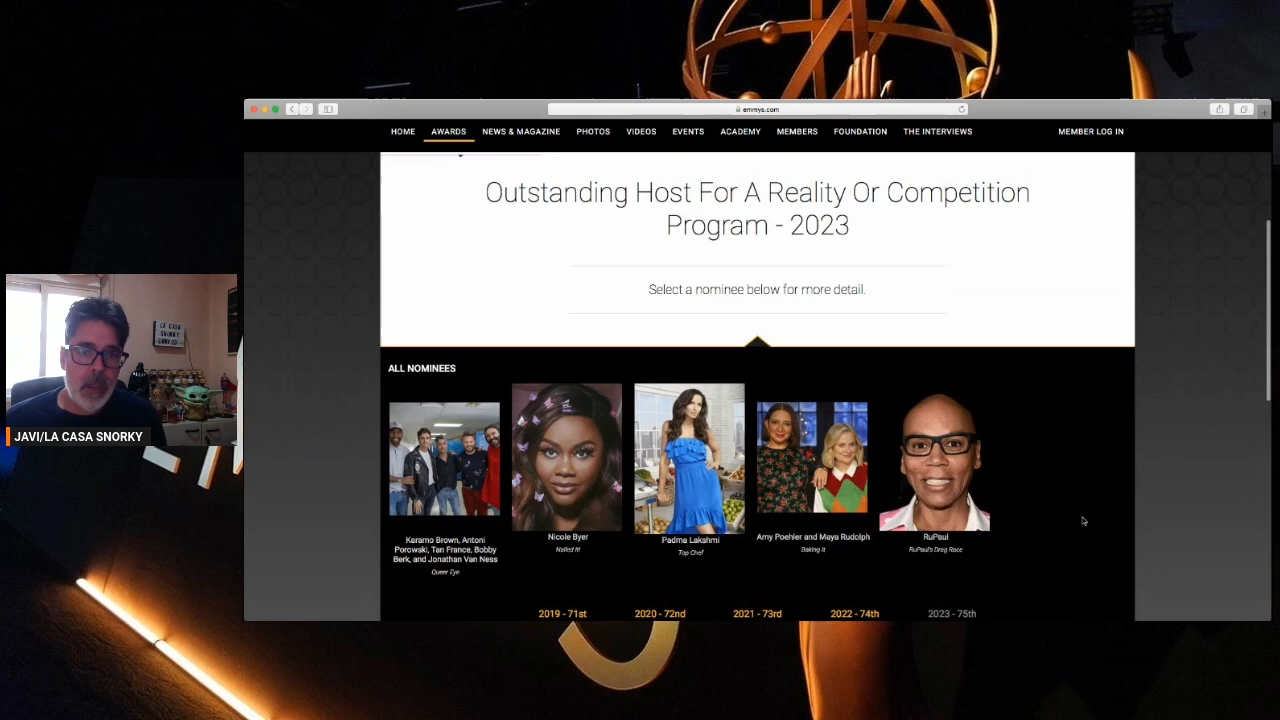 emmys.com
HOME AWARDS NEWS & MAGAZINE PHOTOS VIDEOS EVENTS ACADEMY MEMBERS FOUNDATION THE INTERVIEWS MEMBER LOG IN
Outstanding Host For A Reality Or Competition
Program - 2023
Select a nominee below for more detail.
ALL NOMINEES
Karamo Brown, Antoni
Porowski, Tan France, Bobby
Berk, and Jonathan Van Ness
Queer Eye
Nicole Byer
Nailed It!
Padma Lakshmi
Top Chef
Amy Poehler and Maya Rudolph
Baking It
RuPaul
RuPaul's Drag Race
2019 - 71st 2020 - 72nd 2021 - 73rd 2022 - 74th 2023 - 75th
LA CASA
SNORKY
JAVI/LA CASA SNORKY